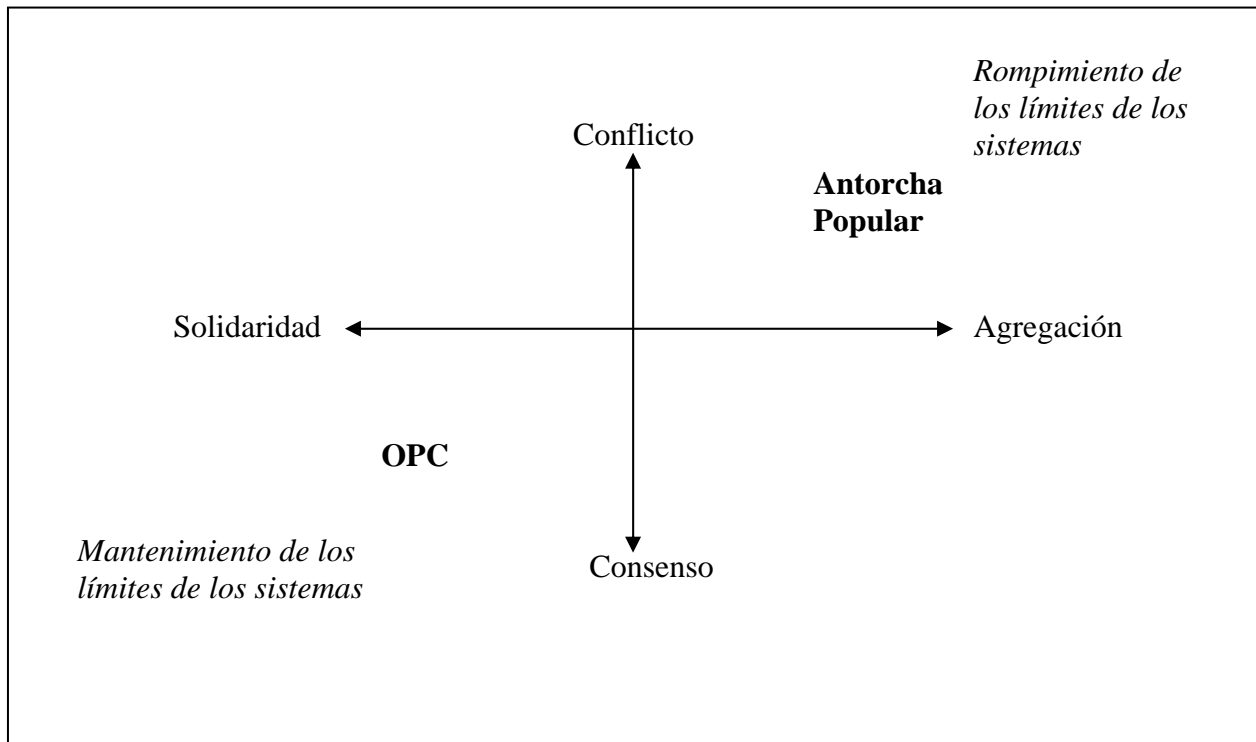 Rompimiento de
los límites de los
sistemas
Conflicto
Antorcha
Popular
Solidaridad
Agregación
OPC
Mantenimiento de los
límites de los sistemas
Consenso